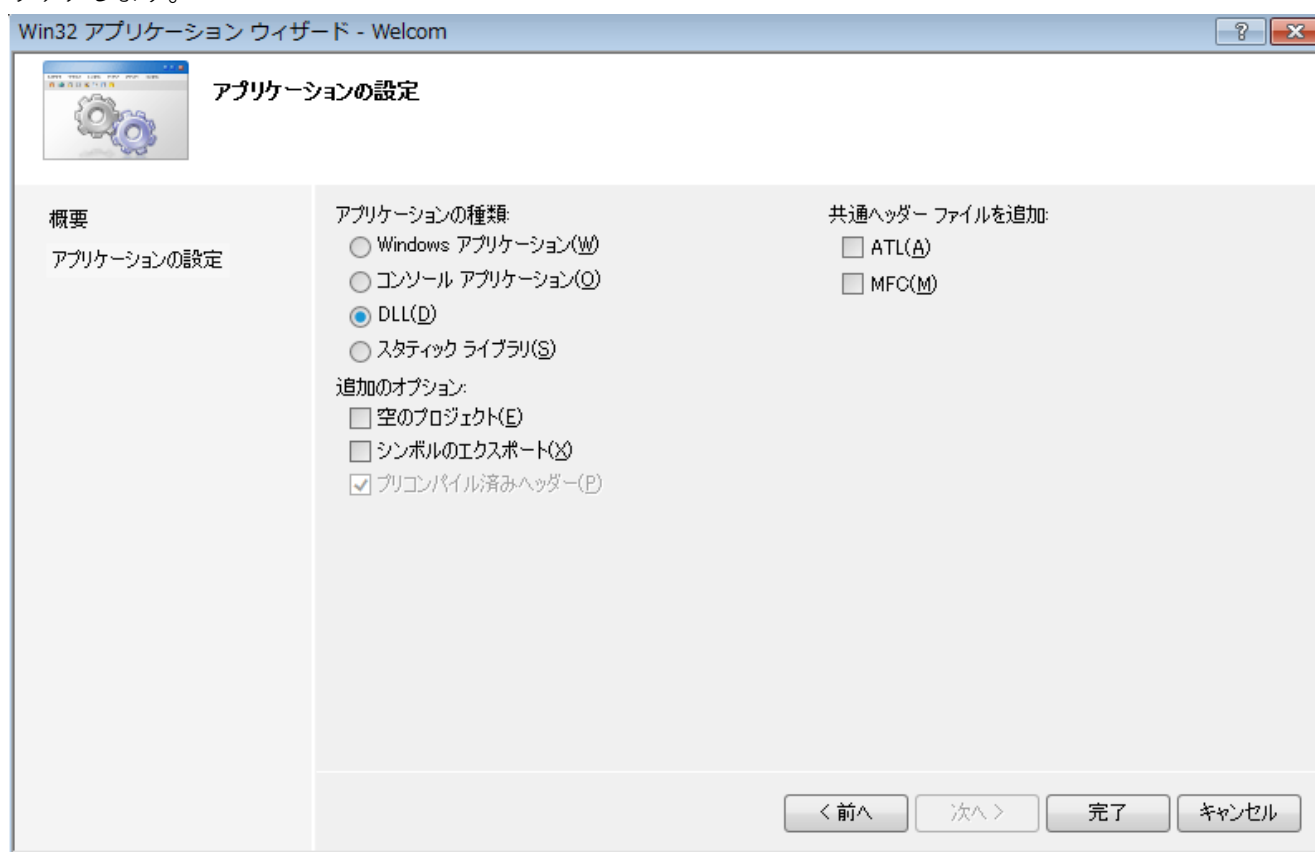 Win32 アプリケーション ウィザード - Welcom
アプリケーションの設定
概要
アプリケーションの設定
アプリケーションの種類:
Windows アプリケーション(W)
コンソール アプリケーション(O)
DLL(D)
スタティック ライブラリ(S)
追加のオプション:
空のプロジェクト(E)
シンボルのエクスポート(X)
プリコンパイル済みヘッダー(P)
共通ヘッダー ファイルを追加:
ATL(A)
MFC(M)
< 前へ
次へ >
完了
キャンセル